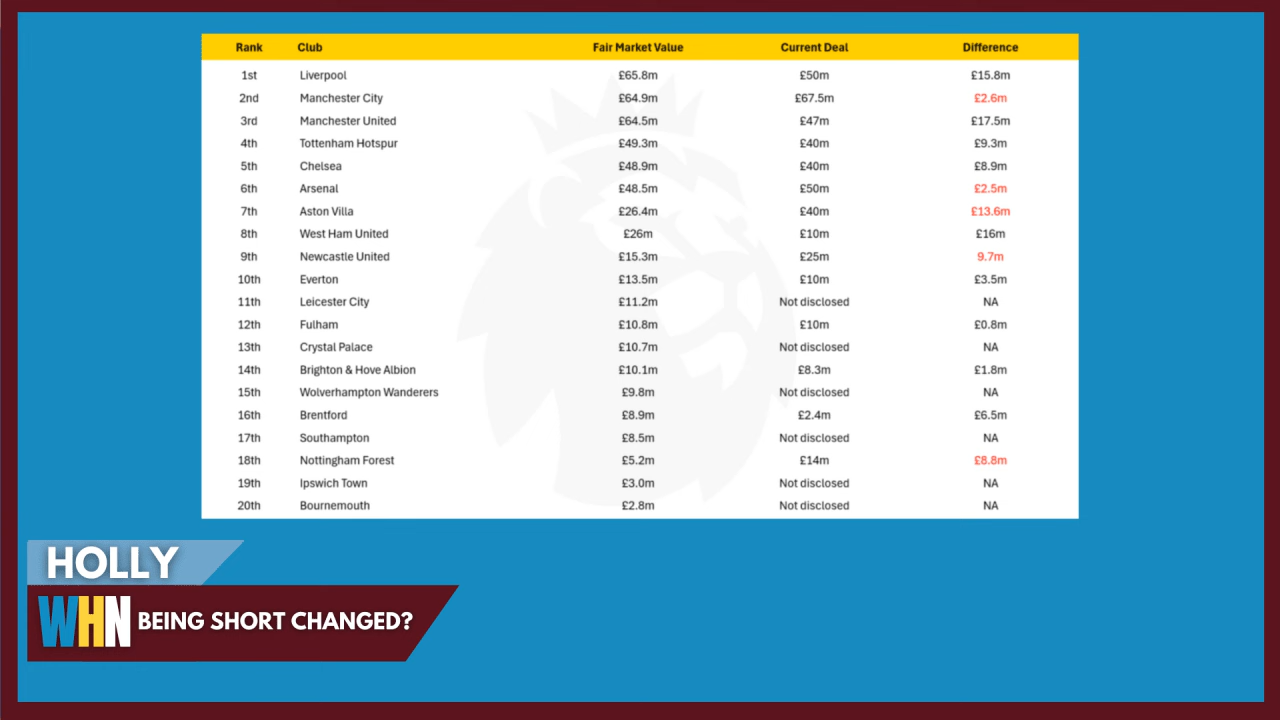 Rank Club Fair Market Value Current Deal Difference
1st Liverpool £65.8m £50m £15.8m
2nd Manchester City £64.9m £67.5m £2.6m
3rd Manchester United £64.5m £47m £17.5m
4th Tottenham Hotspur £49.3m £40m £9.3m
5th Chelsea £48.9m £40m £8.9m
6th Arsenal £48.5m £50m £2.5m
7th Aston Villa £26.4m £40m £13.6m
8th West Ham United £26m £10m £16m
9th Newcastle United £15.3m £25m 9.7m
10th Everton £13.5m £10m £3.5m
11th Leicester City £11.2m Not disclosed NA
12th Fulham £10.8m £10m £0.8m
13th Crystal Palace £10.7m Not disclosed NA
14th Brighton & Hove Albion £10.1m £8.3m £1.8m
15th Wolverhampton Wanderers £9.8m Not disclosed NA
16th Brentford £8.9m £2.4m £6.5m
17th Southampton £8.5m Not disclosed NA
18th Nottingham Forest £5.2m £14m £8.8m
19th Ipswich Town £3.0m Not disclosed NA
20th Bournemouth £2.8m Not disclosed NA
HOLLY
WHN BEING SHORT CHANGED?